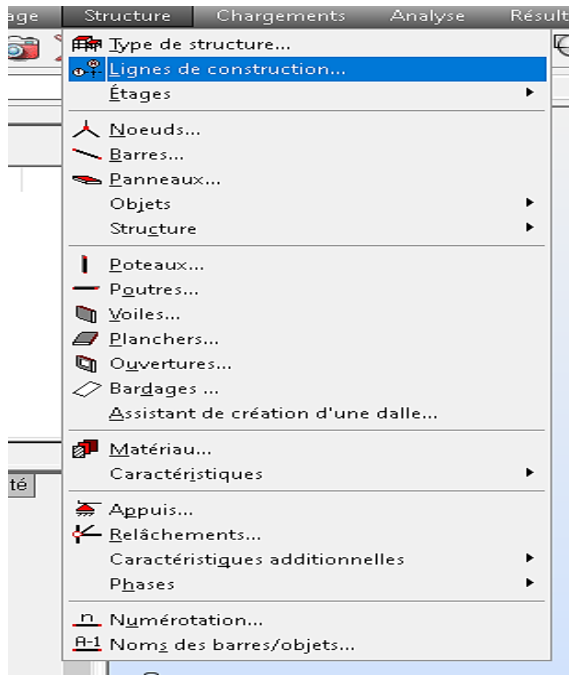 age Structure Chargements Analyse Résult
Type de structure...
Lignes de construction...
Étages
Noeuds...
Barres...
Panneaux...
Objets
Structure
Poteaux...
Poutres...
Voiles...
Planchers...
Ouvertures...
Bardages ...
Assistant de création d'une dalle...
té
Matériau...
Caractéristiques
Appuis...
Relâchements...
Caractéristiques additionnelles
Phases
n Numérotation...
A-1 Noms des barres/objets...